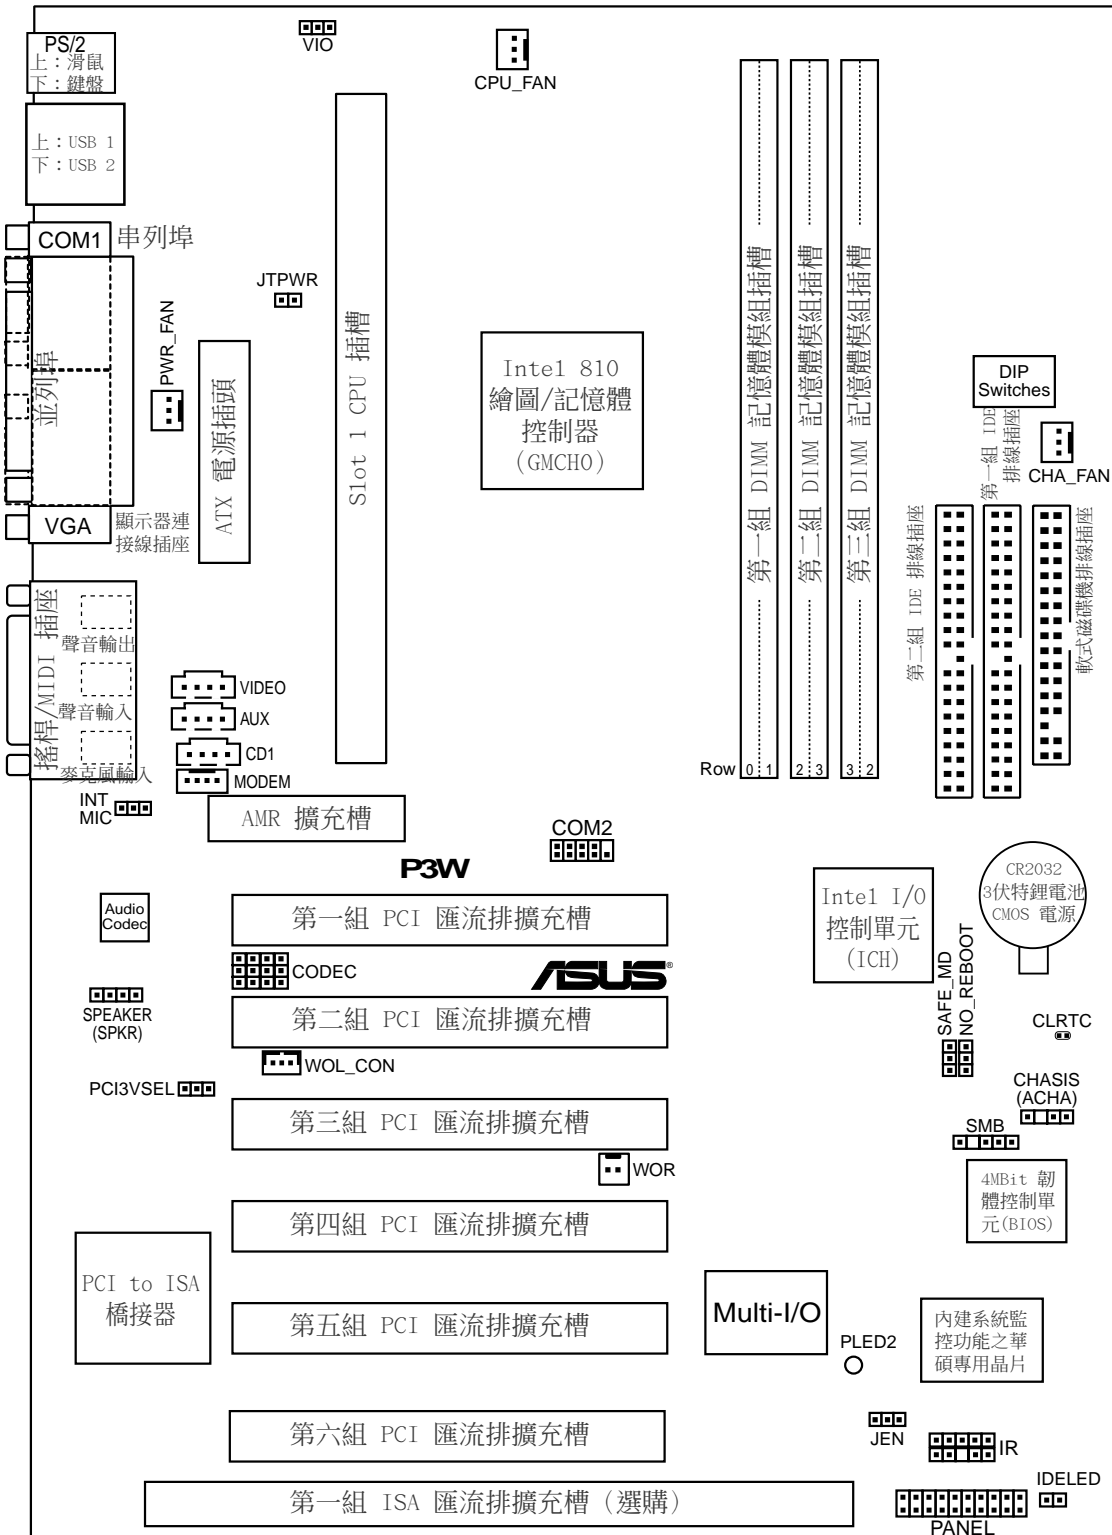 PS/2
上：滑鼠
下：鍵盤
VIO
CPU_FAN
上：USB 1
下：USB 2
COM1
串列埠
JTPWR
PWR_FAN
並列埠
ATX 電源插頭
Slot 1 CPU 插槽
Intel 810
繪圖/記憶體
控制器
(GMCH0)
第一組 DIMM 記憶體模組插槽
第二組 DIMM 記憶體模組插槽
第三組 DIMM 記憶體模組插槽
DIP
Switches
CHA_FAN
第一組 IDE
排線插座
第二組 IDE 排線插座
軟式磁碟機排線插座
VGA
顯示器連
接線插座
搖桿/MIDI 插座
聲音輸出
聲音輸入
麥克風輸入
VIDEO
AUX
CD1
MODEM
Row
0 1
2 3
3 2
INT
MIC
AMR 擴充槽
COM2
P3W
CR2032
3伏特鋰電池
CMOS 電源
Audio
Codec
第一組 PCI 匯流排擴充槽
Intel I/O
控制單元
(ICH)
CODEC
ASUS®
SAFE_MD
NO_REBOOT
SPEAKER
(SPKR)
第二組 PCI 匯流排擴充槽
CLRTC
WOL_CON
PCI3VSEL
CHASIS
(ACHA)
第三組 PCI 匯流排擴充槽
SMB
WOR
4MBit 韌
體控制單
元(BIOS)
第四組 PCI 匯流排擴充槽
PCI to ISA
橋接器
Multi-I/O
第五組 PCI 匯流排擴充槽
PLED2
內建系統監
控功能之華
碩專用晶片
第六組 PCI 匯流排擴充槽
JEN
IR
IDELED
第一組 ISA 匯流排擴充槽（選購）
PANEL